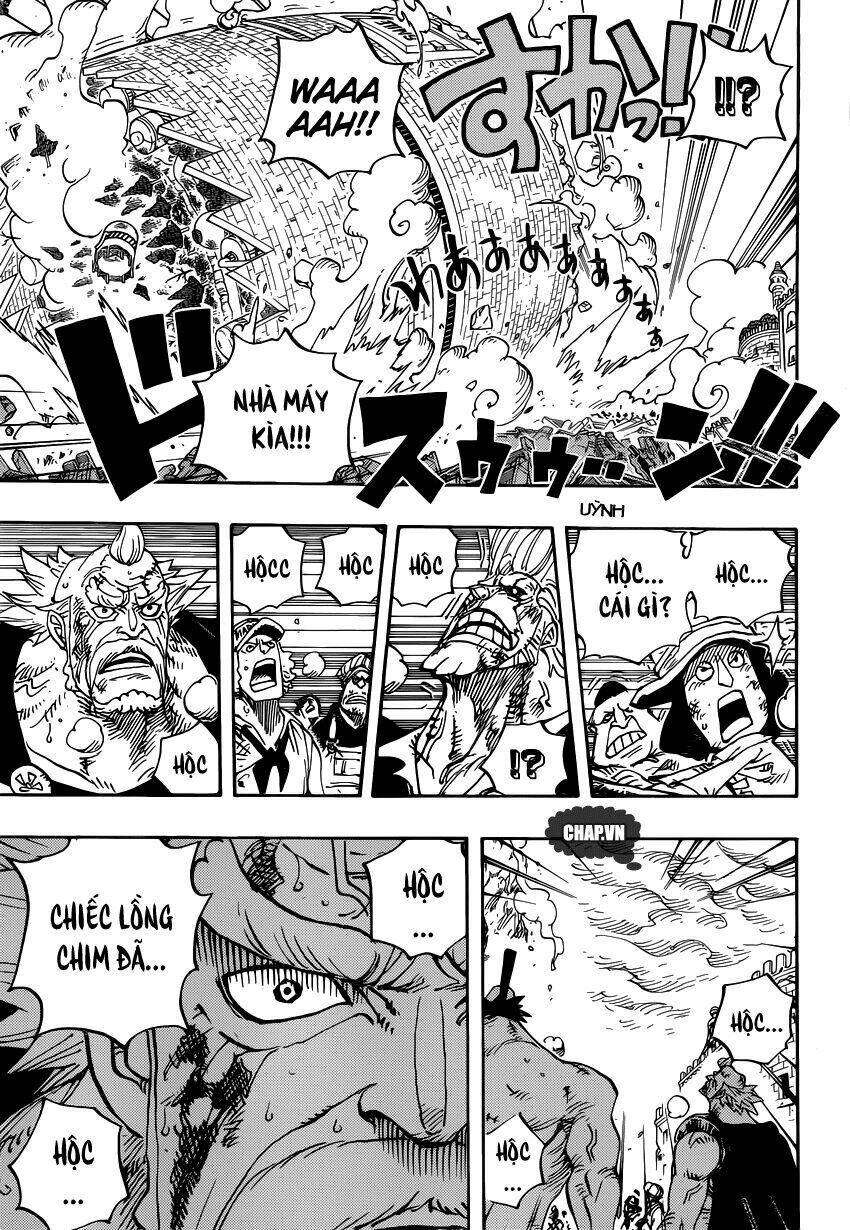 !!?
すかっ!
WAAA
AAH!!
わああああああああ
NHÀ MÁY
KÌA!!!
ドスゥゥ…ン!!!
UỲNH
HỘC...
HỘC...
CÁI GÌ?
HỘC
!?
HỘC
HỘCC
HỘC
CHAP.VN
HỘC...
HỘC
...
HỘC
...
CHIẾC LỒNG
CHIM ĐÃ...
HỘC
...